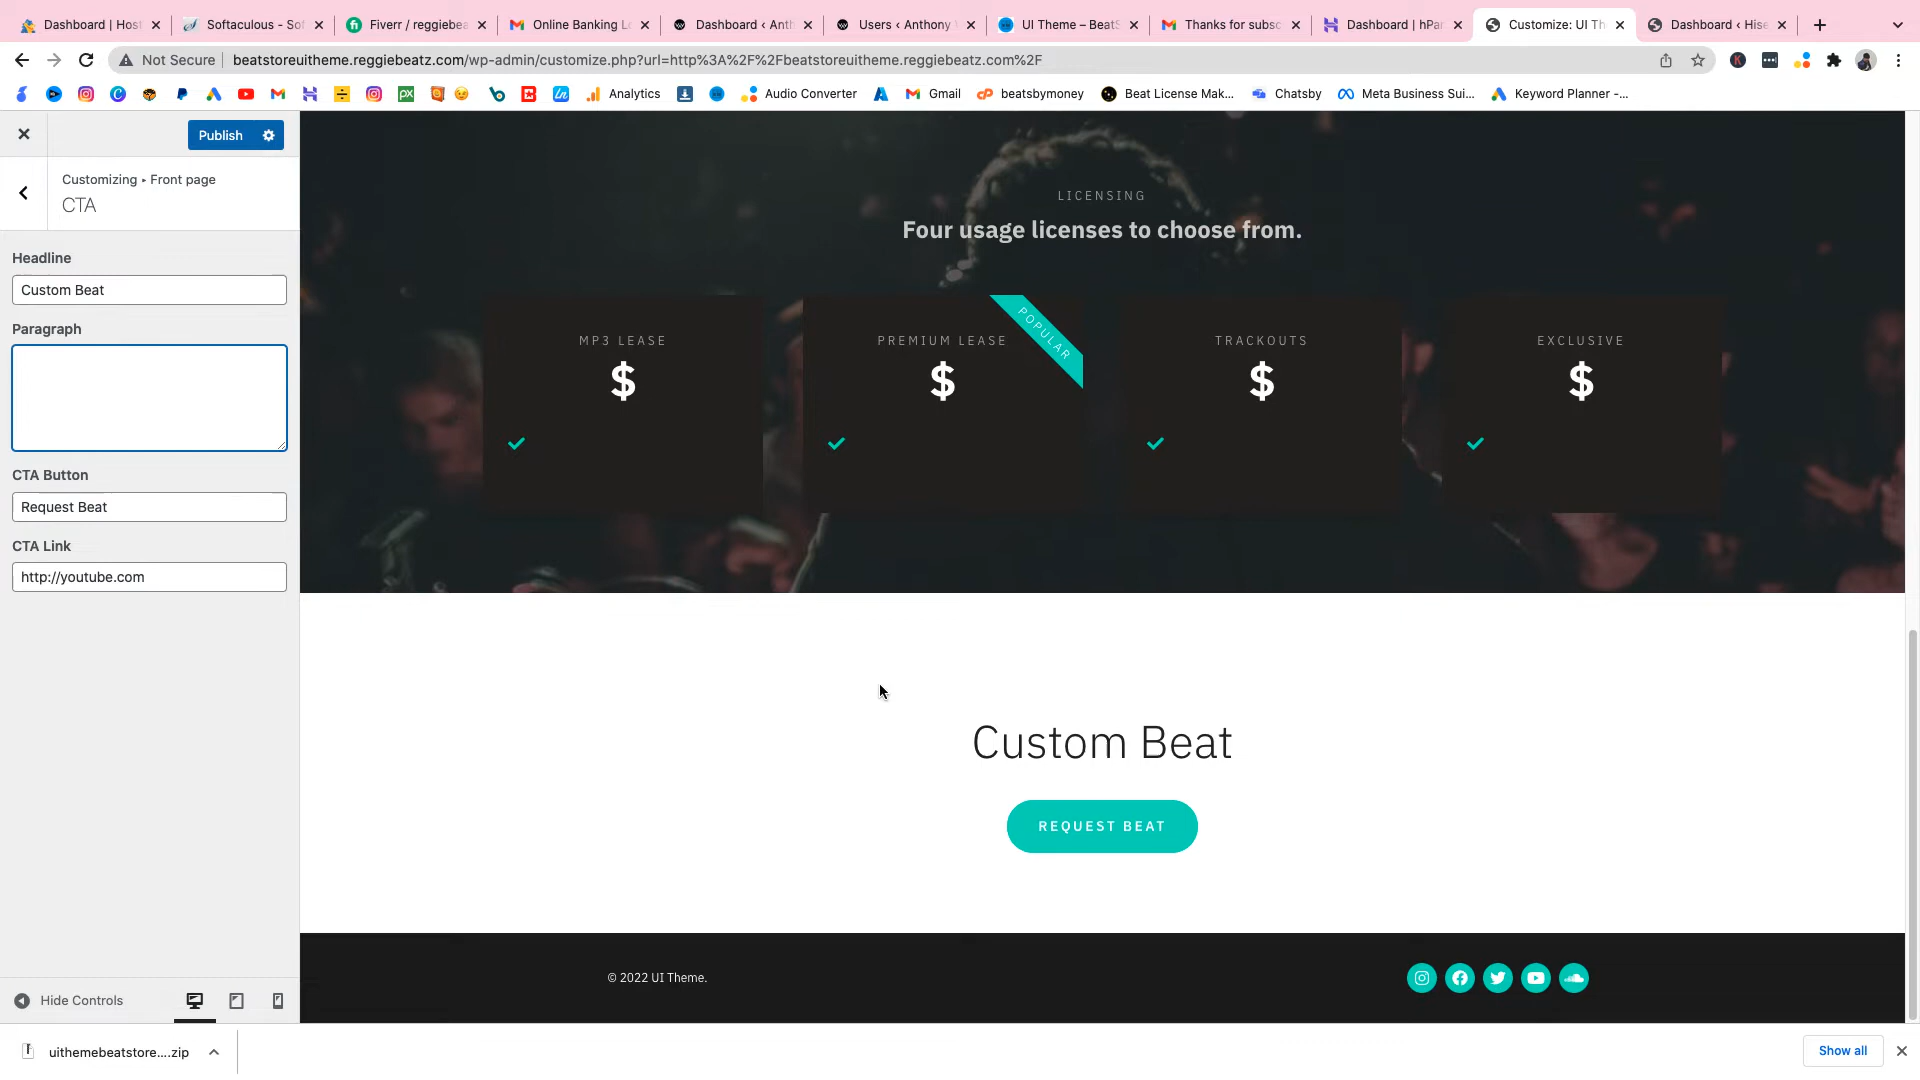 Dashboard | Host
Softaculous - Sof
Fiverr / reggiebea
Online Banking L
Dashboard ‹ Anth
Users ‹ Anthony
UI Theme – BeatS
Thanks for subsc
Dashboard | hPa
Customize: UI Th
Dashboard ‹ Hise
Not Secure
beatstoreuitheme.reggiebeatz.com/wp-admin/customize.php?url=http%3A%2F%2Fbeatstoreuitheme.reggiebeatz.com%2F
Analytics
Audio Converter
Gmail
beatsbymoney
Beat License Mak...
Chatsby
Meta Business Sui...
Keyword Planner -...
Publish
Customizing ▸ Front page
CTA
Headline
Custom Beat
Paragraph
CTA Button
Request Beat
CTA Link
http://youtube.com
Hide Controls
LICENSING
Four usage licenses to choose from.
MP3 LEASE
$
PREMIUM LEASE
$
POPULAR
TRACKOUTS
$
EXCLUSIVE
$
Custom Beat
REQUEST BEAT
© 2022 UI Theme.
uithemebeatstore....zip
Show all